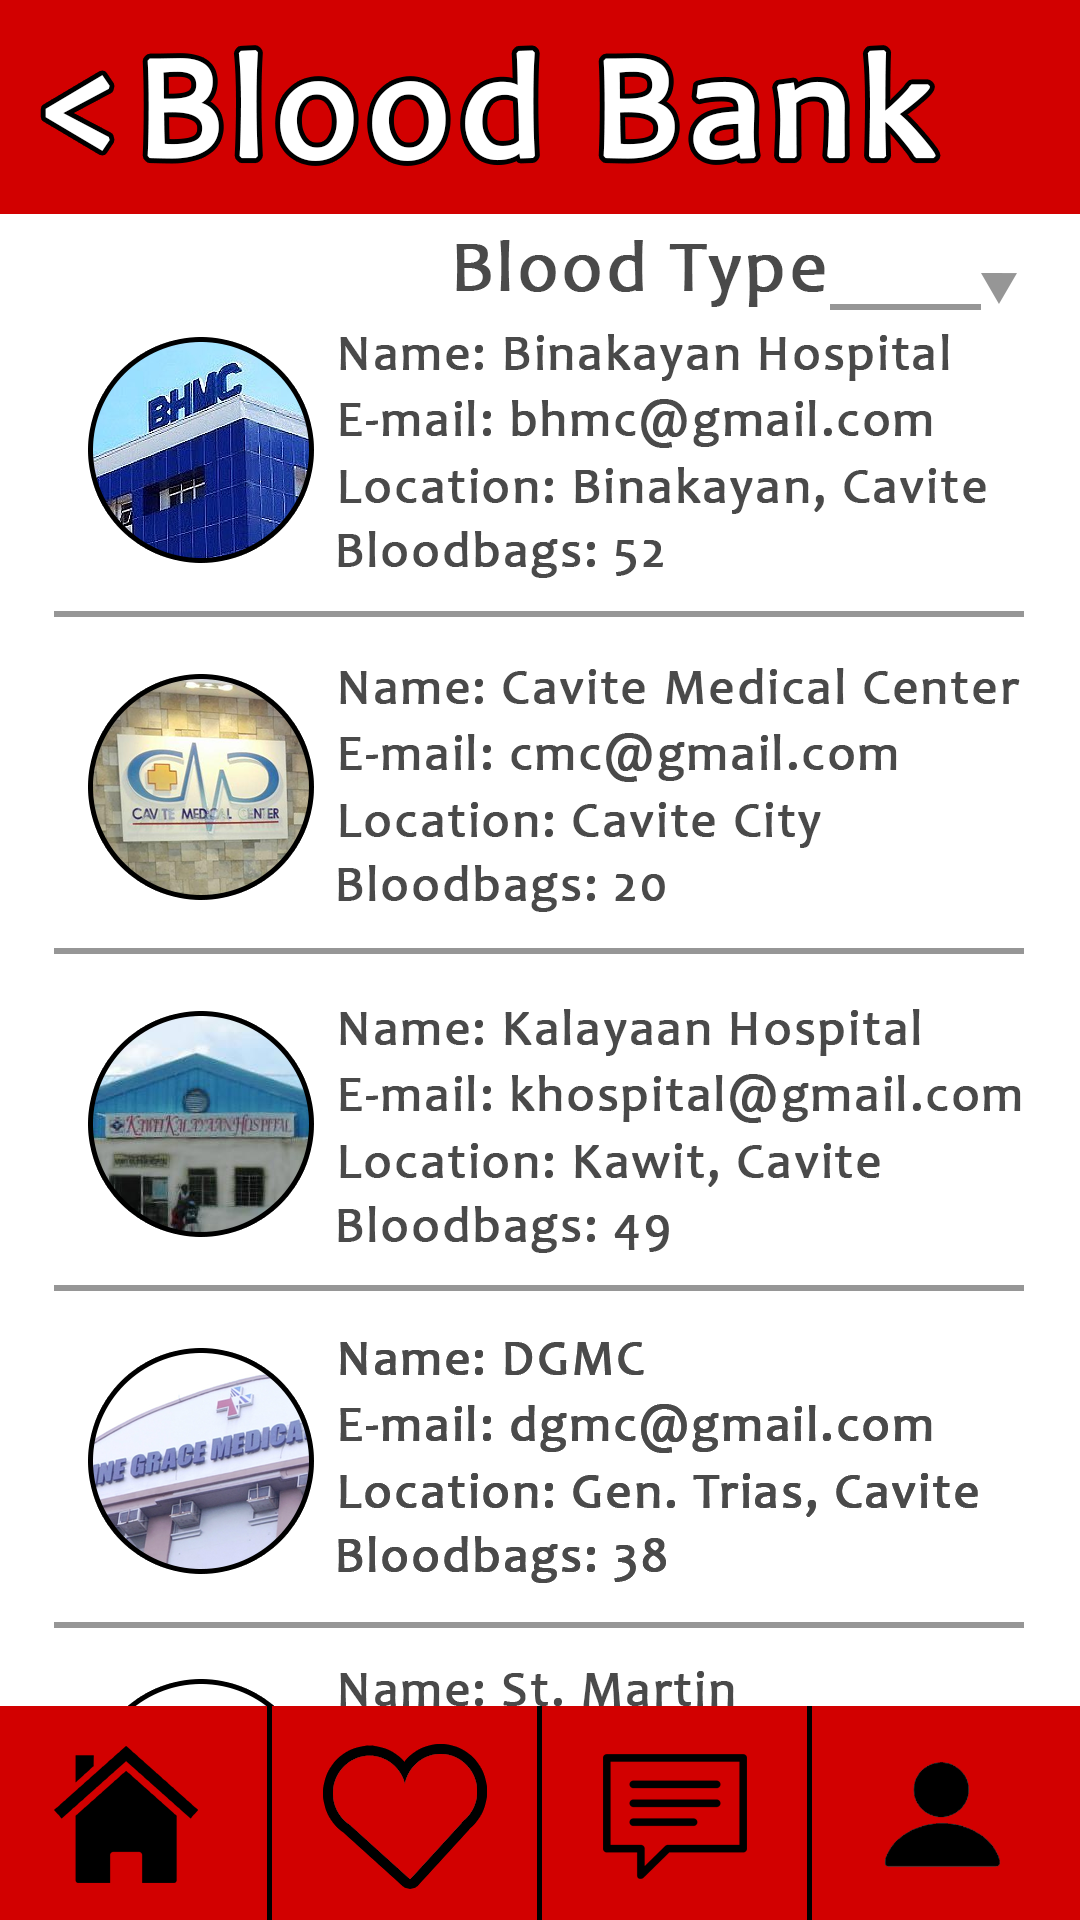 < Blood Bank
Blood Type
BHMC
Name: Binakayan Hospital
E-mail: bhmc@gmail.com
Location: Binakayan, Cavite
Bloodbags: 52
CAVITE MEDICAL CENTER
Name: Cavite Medical Center
E-mail: cmc@gmail.com
Location: Cavite City
Bloodbags: 20
KAWIT KALAYAAN HOSPITAL
Name: Kalayaan Hospital
E-mail: khospital@gmail.com
Location: Kawit, Cavite
Bloodbags: 49
INE GRACE MEDICA
Name: DGMC
E-mail: dgmc@gmail.com
Location: Gen. Trias, Cavite
Bloodbags: 38
Name: St. Martin